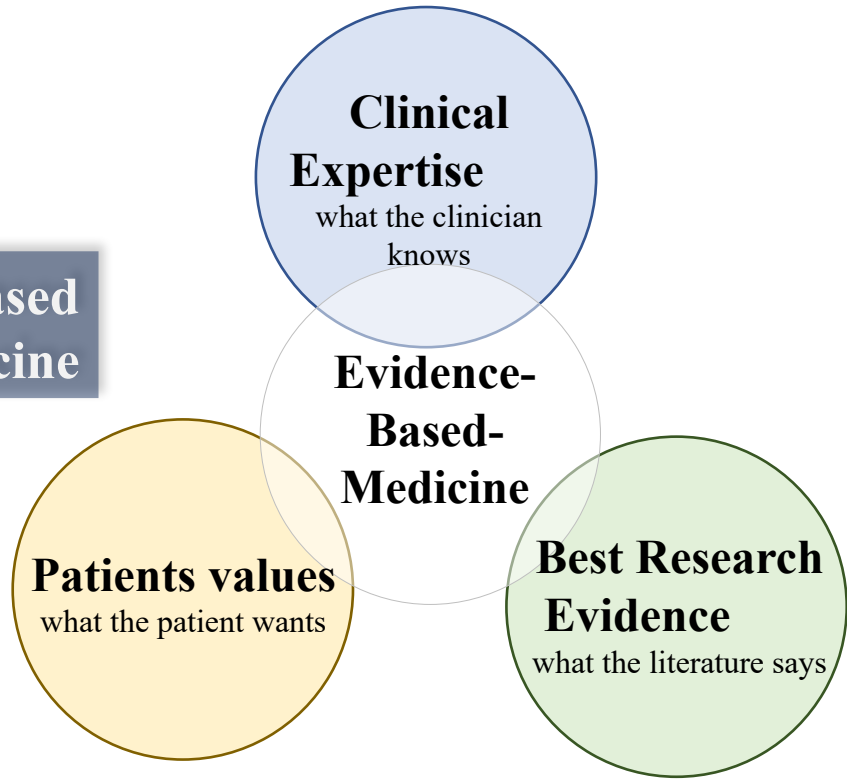 Clinical
Expertise
what the clinician
knows
ased
cine
Evidence-
Based-
Medicine
Patients values
what the patient wants
Best Research
Evidence
what the literature says